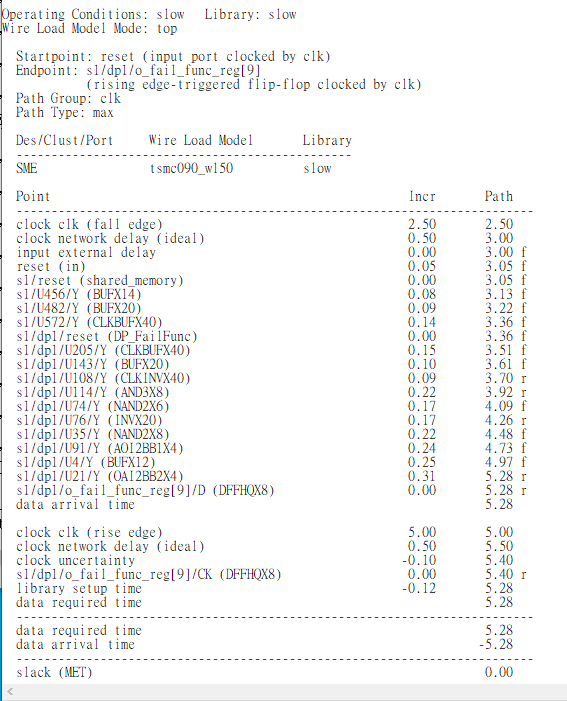 Operating Conditions: slow   Library: slow
Wire Load Model Mode: top
Startpoint: reset (input port clocked by clk)
Endpoint: s1/dp1/o_fail_func_reg[9]
(rising edge-triggered flip-flop clocked by clk)
Path Group: clk
Path Type: max
Des/Clust/Port     Wire Load Model       Library
------------------------------------------------
SME                tsmc090_wl50          slow
Point                                                   Incr       Path
--------------------------------------------------------------------------
clock clk (fall edge)                                   2.50       2.50
clock network delay (ideal)                             0.50       3.00
input external delay                                    0.00       3.00 f
reset (in)                                              0.05       3.05 f
s1/reset (shared_memory)                                0.00       3.05 f
s1/U456/Y (BUFX14)                                      0.08       3.13 f
s1/U482/Y (BUFX20)                                      0.09       3.22 f
s1/U572/Y (CLKBUFX40)                                   0.14       3.36 f
s1/dp1/reset (DP_FailFunc)                              0.00       3.36 f
s1/dp1/U205/Y (CLKBUFX40)                               0.15       3.51 f
s1/dp1/U143/Y (BUFX20)                                  0.10       3.61 f
s1/dp1/U108/Y (CLKINVX40)                               0.09       3.70 r
s1/dp1/U114/Y (AND3X8)                                  0.22       3.92 r
s1/dp1/U74/Y (NAND2X6)                                  0.17       4.09 f
s1/dp1/U76/Y (INVX20)                                   0.17       4.26 r
s1/dp1/U35/Y (NAND2X8)                                  0.22       4.48 f
s1/dp1/U91/Y (AOI2BB1X4)                                0.24       4.73 f
s1/dp1/U4/Y (BUFX12)                                    0.25       4.97 f
s1/dp1/U21/Y (OAI2BB2X4)                                0.31       5.28 r
s1/dp1/o_fail_func_reg[9]/D (DFFHQX8)                   0.00       5.28 r
data arrival time                                                  5.28
clock clk (rise edge)                                   5.00       5.00
clock network delay (ideal)                             0.50       5.50
clock uncertainty                                      -0.10       5.40
s1/dp1/o_fail_func_reg[9]/CK (DFFHQX8)                  0.00       5.40 r
library setup time                                     -0.12       5.28
data required time                                                 5.28
--------------------------------------------------------------------------
data required time                                                 5.28
data arrival time                                                 -5.28
--------------------------------------------------------------------------
slack (MET)                                                        0.00